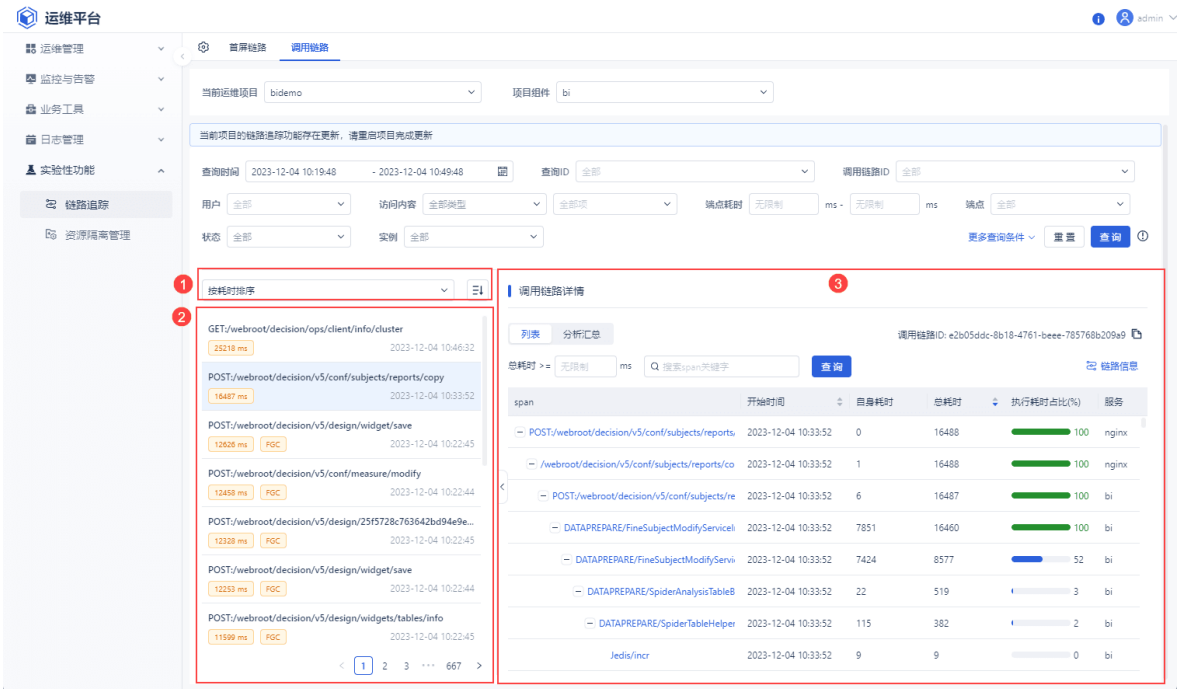 运维平台
admin
运维管理
监控与告警
业务工具
日志管理
实验性功能
链路追踪
资源隔离管理
首屏链路 调用链路
当前运维项目 bidemo 项目组件 bi
当前项目的链路追踪功能存在更新，请重启项目完成更新
查询时间 2023-12-04 10:19:48 - 2023-12-04 10:49:48 查询ID 全部 调用链路ID 全部
用户 全部 访问内容 全部类型 全部项 端点耗时 无限制 ms - 无限制 ms 端点 全部
状态 全部 实例 全部 更多查询条件 重置 查询
1
按耗时排序
2
GET:/webroot/decision/ops/client/info/cluster
25218 ms 2023-12-04 10:46:32
POST:/webroot/decision/v5/conf/subjects/reports/copy
16487 ms 2023-12-04 10:33:52
POST:/webroot/decision/v5/design/widget/save
12626 ms FGC 2023-12-04 10:22:45
POST:/webroot/decision/v5/conf/measure/modify
12458 ms FGC 2023-12-04 10:22:44
POST:/webroot/decision/v5/design/25f5728c763642bd94e9e...
12328 ms FGC 2023-12-04 10:22:45
POST:/webroot/decision/v5/design/widget/save
12253 ms FGC 2023-12-04 10:22:44
POST:/webroot/decision/v5/design/widgets/tables/info
11599 ms FGC 2023-12-04 10:22:45
< 1 2 3 ··· 667 >
3
调用链路详情
列表 分析汇总 调用链路ID: e2b05ddc-8b18-4761-beee-785768b209a9
总耗时 >= 无限制 ms 搜索span关键字 查询 链路信息
span 开始时间 自身耗时 总耗时 执行耗时占比(%) 服务
POST:/webroot/decision/v5/conf/subjects/reports/ 2023-12-04 10:33:52 0 16488 100 nginx
/webroot/decision/v5/conf/subjects/reports/co 2023-12-04 10:33:52 1 16488 100 nginx
POST:/webroot/decision/v5/conf/subjects/re 2023-12-04 10:33:52 6 16487 100 bi
DATAPREPARE/FineSubjectModifyServiceI 2023-12-04 10:33:52 7851 16460 100 bi
DATAPREPARE/FineSubjectModifyServi 2023-12-04 10:33:52 7424 8577 52 bi
DATAPREPARE/SpiderAnalysisTableB 2023-12-04 10:33:52 22 519 3 bi
DATAPREPARE/SpiderTableHelper 2023-12-04 10:33:52 115 382 2 bi
Jedis/incr 2023-12-04 10:33:52 9 9 0 bi